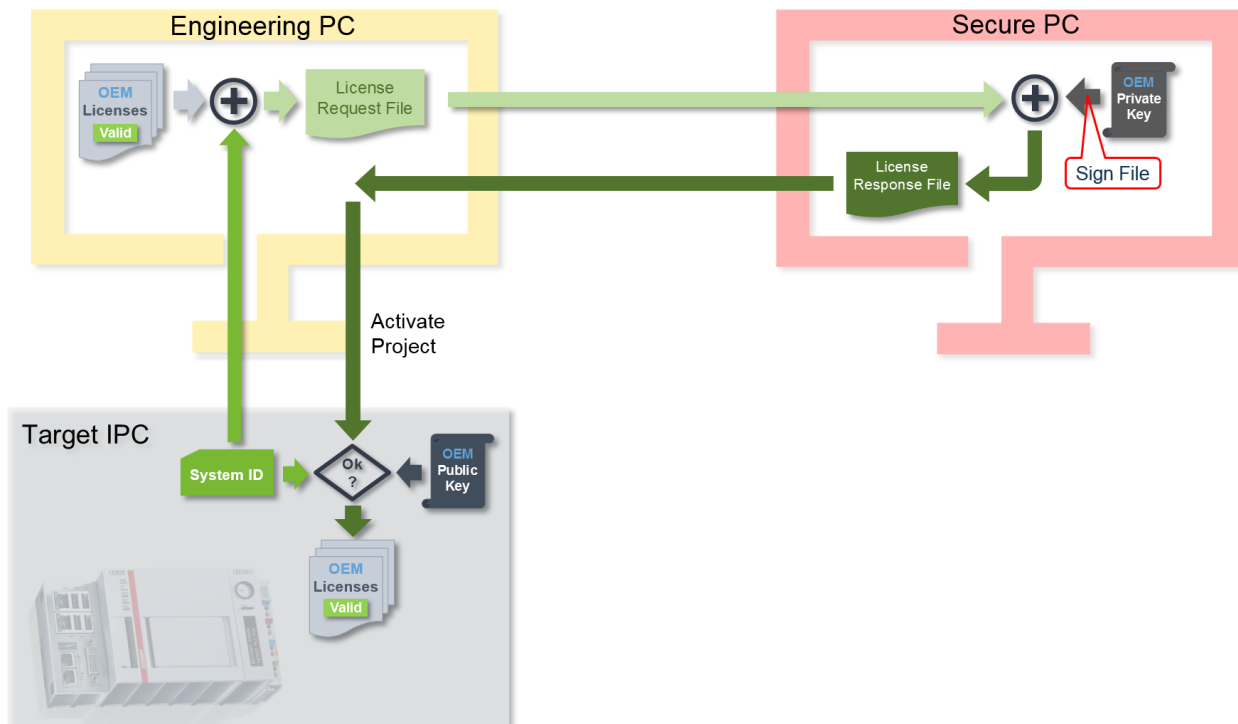 Engineering PC
Secure PC
OEM
Licenses
Valid
License
Request File
OEM
Private
Key
License
Response File
Sign File
Activate
Project
Target IPC
System ID
Ok
?
OEM
Public
Key
OEM
Licenses
Valid